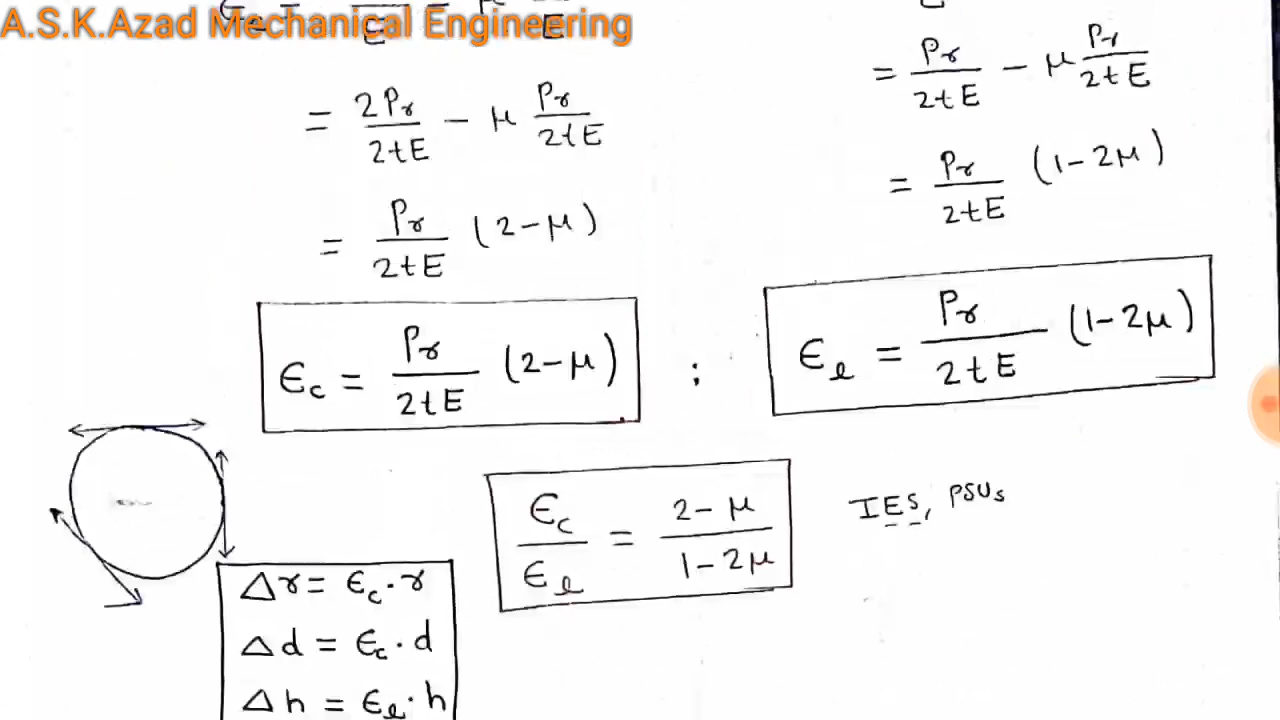 A.S.K.Azad Mechanical Engineering
= 2Pr/2tE - μ Pr/2tE
= Pr/2tE (2-μ)
ϵc = Pr/2tE (2-μ) ;
= Pr/2tE - μ Pr/2tE
= Pr/2tE (1-2μ)
ϵl = Pr/2tE (1-2μ)
ϵc/ϵl = 2-μ/1-2μ
IES, PSUs
Δr = ϵc·r
Δd = ϵc·d
Δh = ϵl·h